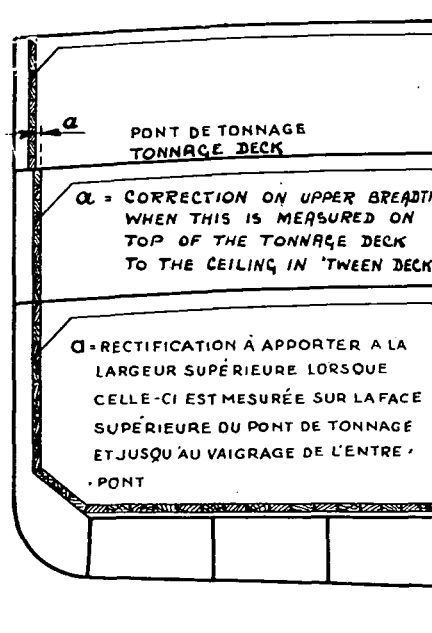 a
PONT DE TONNAGE
TONNAGE DECK
a = CORRECTION ON UPPER BREADTH
WHEN THIS IS MEASURED ON
TOP OF THE TONNAGE DECK
TO THE CEILING IN 'TWEEN DECK
a = RECTIFICATION À APPORTER A LA
LARGEUR SUPÉRIEURE LORSQUE
CELLE-CI EST MESURÉE SUR LA FACE
SUPÉRIEURE DU PONT DE TONNAGE
ET JUSQU'AU VAIGRAGE DE L'ENTRE-
-PONT